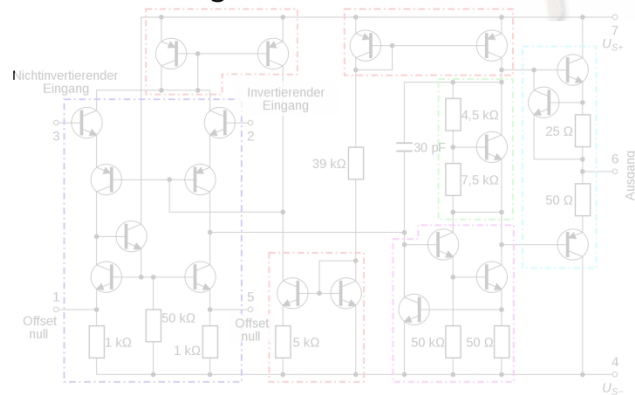 7
U_S+
Nichtinvertierender
Eingang
Invertierender
Eingang
3
2
4,5 kΩ
25 Ω
30 pF
39 kΩ
7,5 kΩ
6
Ausgang
50 Ω
1
5
Offset
null
50 kΩ
Offset
null
1 kΩ
1 kΩ
5 kΩ
50 kΩ
50 Ω
4
U_S−